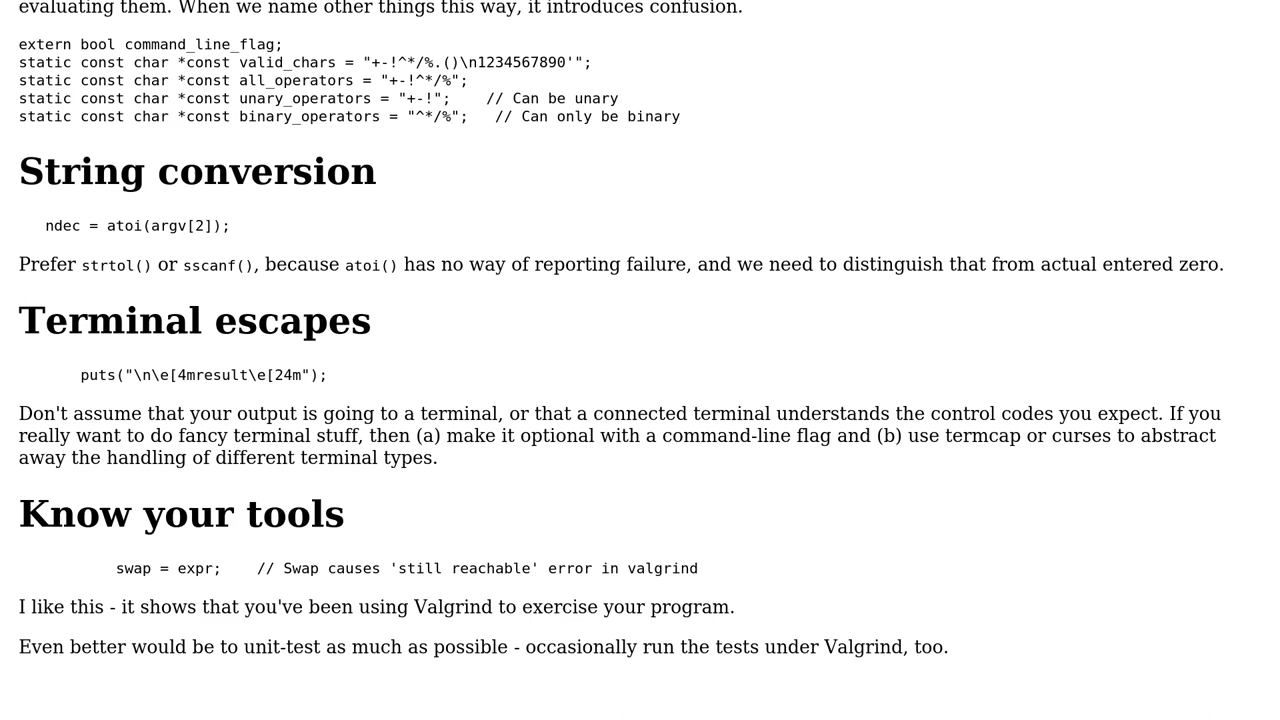 evaluating them. When we name other things this way, it introduces confusion.
extern bool command_line_flag;
static const char *const valid_chars = "+-!^*/%.()\n1234567890'";
static const char *const all_operators = "+-!^*/%";
static const char *const unary_operators = "+-!";    // Can be unary
static const char *const binary_operators = "^*/%";   // Can only be binary
String conversion
ndec = atoi(argv[2]);
Prefer strtol() or sscanf(), because atoi() has no way of reporting failure, and we need to distinguish that from actual entered zero.
Terminal escapes
puts("\n\e[4mresult\e[24m");
Don't assume that your output is going to a terminal, or that a connected terminal understands the control codes you expect. If you
really want to do fancy terminal stuff, then (a) make it optional with a command-line flag and (b) use termcap or curses to abstract
away the handling of different terminal types.
Know your tools
swap = expr;    // Swap causes 'still reachable' error in valgrind
I like this - it shows that you've been using Valgrind to exercise your program.
Even better would be to unit-test as much as possible - occasionally run the tests under Valgrind, too.